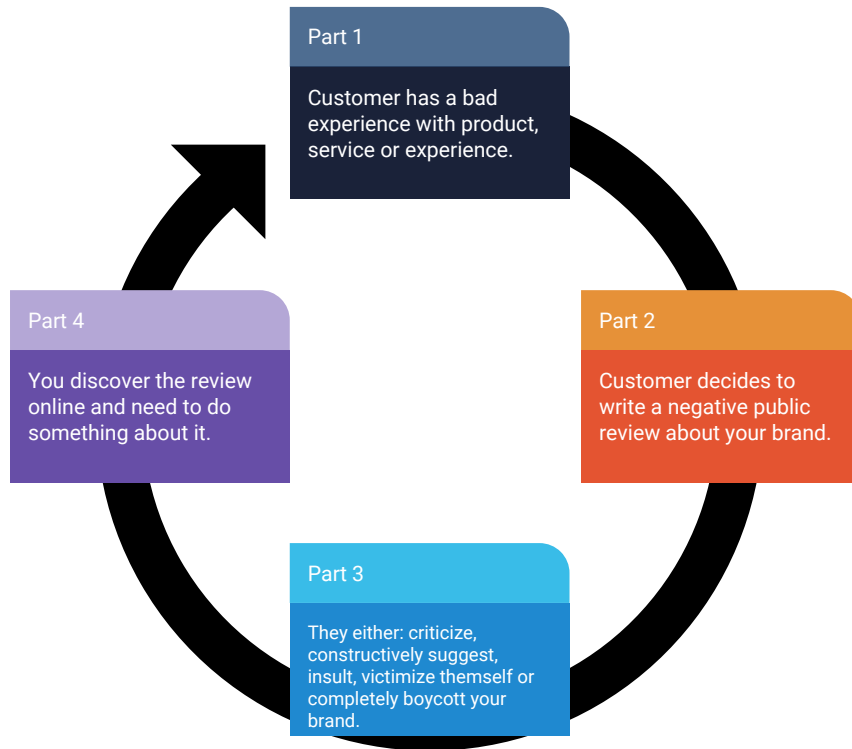 Part 1
Customer has a bad
experience with product,
service or experience.
Part 2
Customer decides to
write a negative public
review about your brand.
Part 3
They either: criticize,
constructively suggest,
insult, victimize themself or
completely boycott your
brand.
Part 4
You discover the review
online and need to do
something about it.